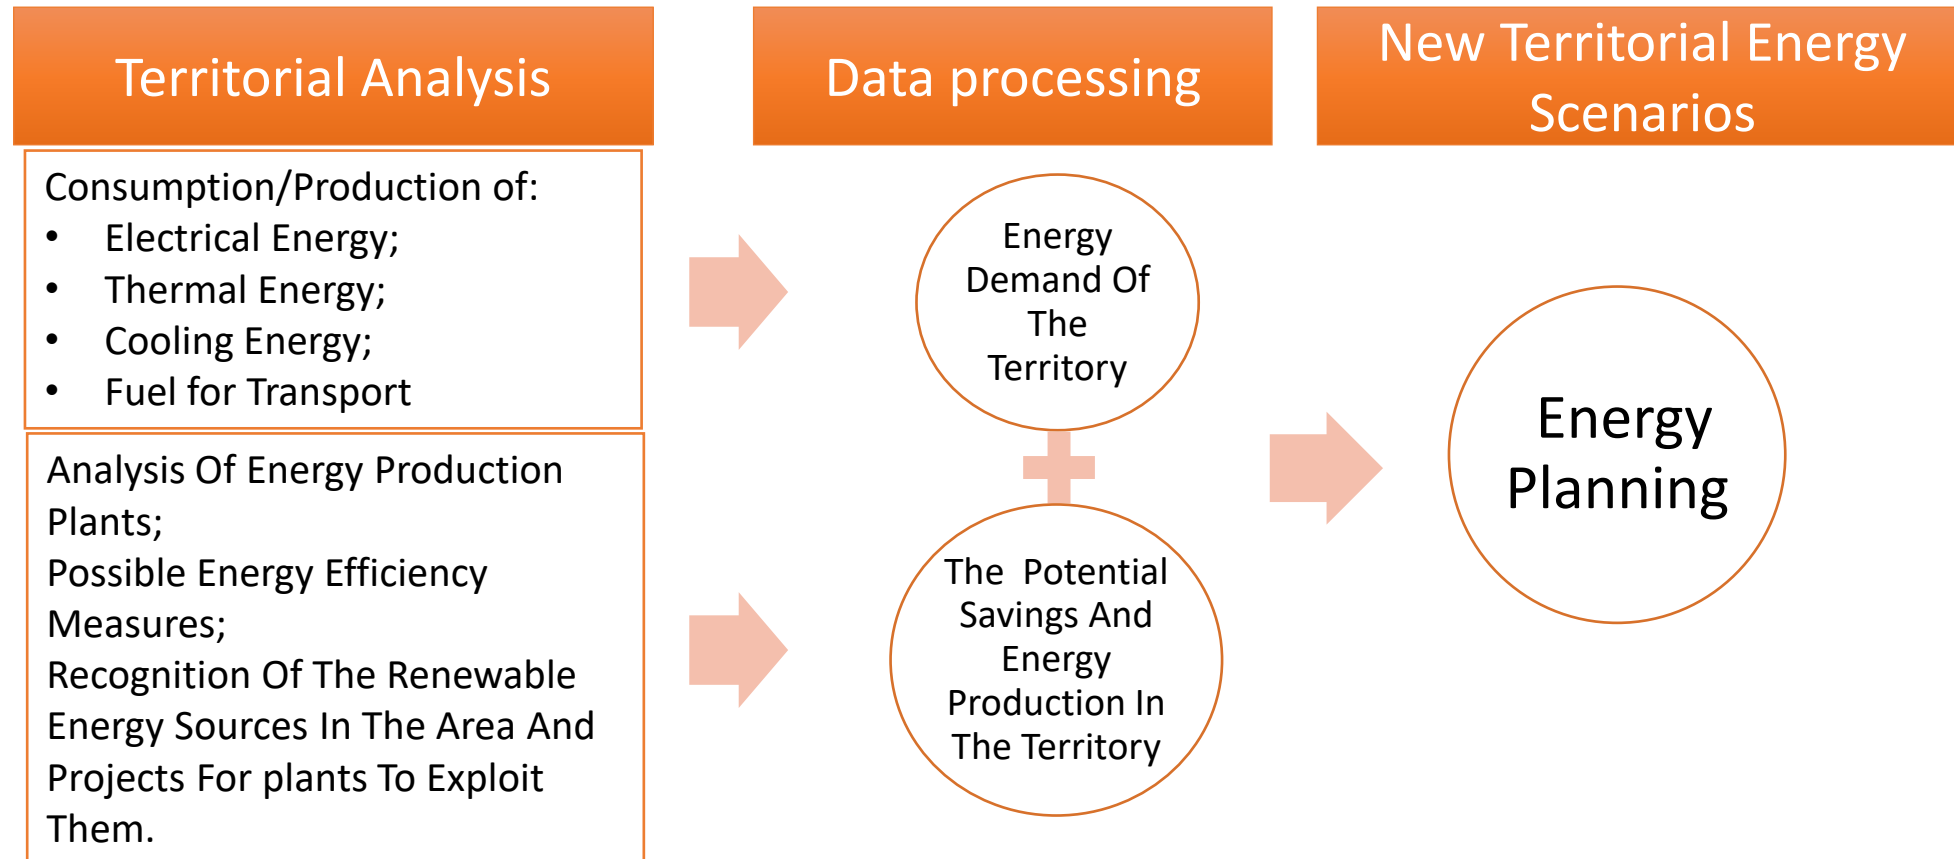 Territorial Analysis
Consumption/Production of:
• Electrical Energy;
• Thermal Energy;
• Cooling Energy;
• Fuel for Transport
Analysis Of Energy Production
Plants;
Possible Energy Efficiency
Measures;
Recognition Of The Renewable
Energy Sources In The Area And
Projects For plants To Exploit
Them.
Data processing
Energy
Demand Of
The
Territory
The Potential
Savings And
Energy
Production In
The Territory
New Territorial Energy
Scenarios
Energy
Planning